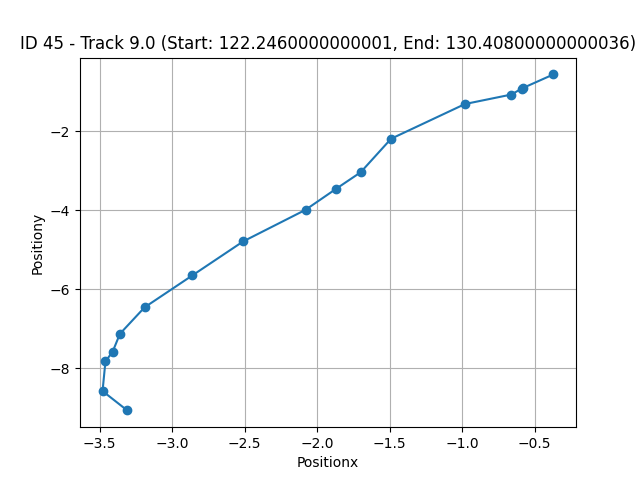 ID 45 - Track 9.0 (Start: 122.2460000000001, End: 130.40800000000036)
−2
−4
−6
−8
Positiony
−3.5 −3.0 −2.5 −2.0 −1.5 −1.0 −0.5
Positionx